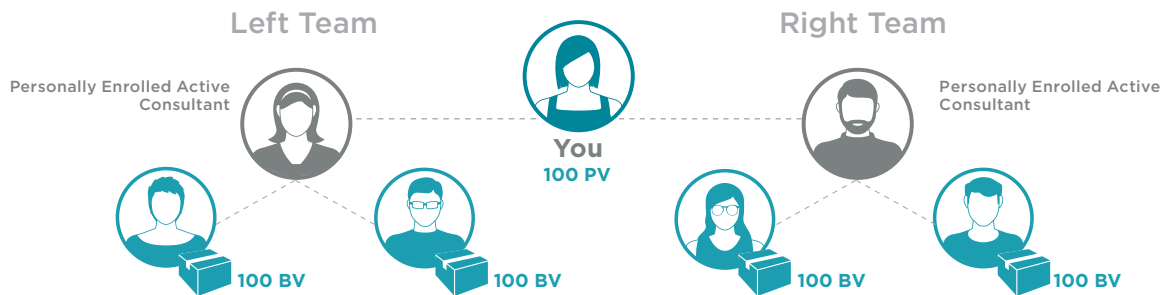 Left Team
Right Team
Personally Enrolled Active
Consultant
Personally Enrolled Active
Consultant
You
100 PV
100 BV
100 BV
100 BV
100 BV